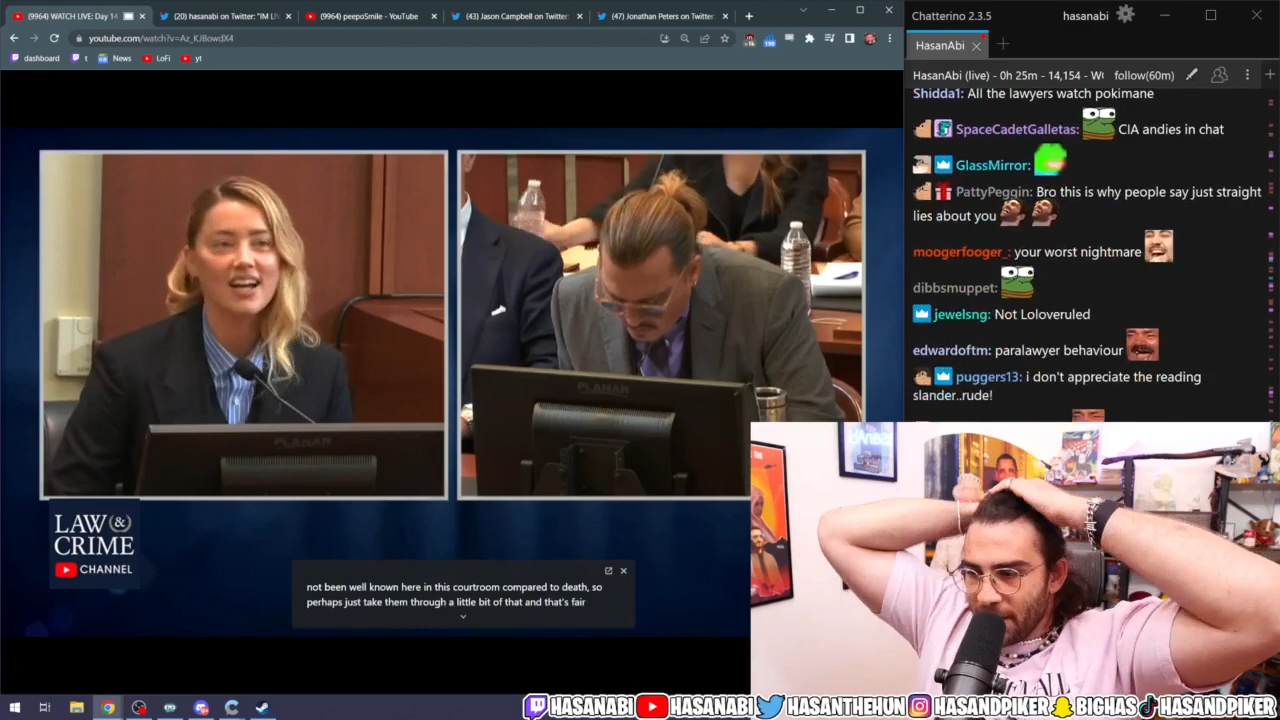 (9964) WATCH LIVE: Day 14
(20) hasanabi on Twitter: "IM LI
(9964) peepoSmile - YouTube
(43) Jason Campbell on Twitter:
(47) Jonathan Peters on Twitter:
youtube.com/watch?v=Az_KJBowdX4
dashboard
t
News
LoFi
yt
Chatterino 2.3.5
hasanabi
HasanAbi
HasanAbi (live) - 0h 25m - 14,154 - W
follow(60m)
Shidda1: All the lawyers watch pokimane
SpaceCadetGalletas: CIA andies in chat
GlassMirror:
PattyPeggin: Bro this is why people say just straight
lies about you
moogerfooger_: your worst nightmare
dibbsmuppet:
jewelsng: Not Loloveruled
edwardoftm: paralawyer behaviour
puggers13: i don't appreciate the reading
slander..rude!
PLANAR
PLANAR
LAW &
CRIME
CHANNEL
not been well known here in this courtroom compared to death, so
perhaps just take them through a little bit of that and that's fair
HASANABI
HASANABI
HASANTHEHUN
HASANDPIKER
BIGHAS
HASANDPIKER